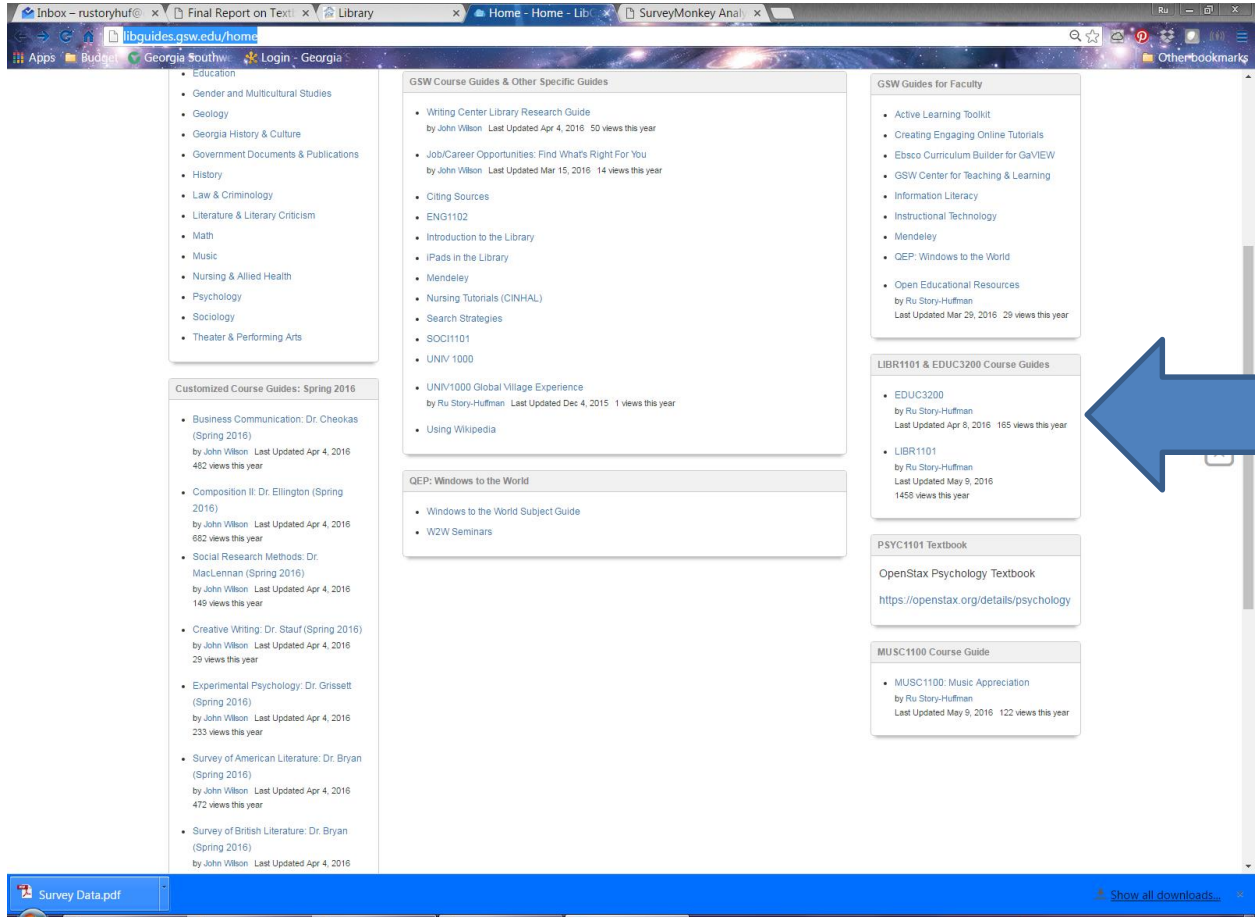 Inbox – rustoryhuf@
Final Report on Text
Library
Home - Home - Lib
SurveyMonkey Analy
Ru
libguides.gsw.edu/home
Apps
Georgia Southw
Login - Georgia S
Other bookmarks
Education
Gender and Multicultural Studies
Geology
Georgia History & Culture
Government Documents & Publications
History
Law & Criminology
Literature & Literary Criticism
Math
Music
Nursing & Allied Health
Psychology
Sociology
Theater & Performing Arts
Customized Course Guides: Spring 2016
Business Communication: Dr. Cheokas
(Spring 2016)
by John Wilson Last Updated Apr 4, 2016
482 views this year
Composition II: Dr. Ellington (Spring
2016)
by John Wilson Last Updated Apr 4, 2016
682 views this year
Social Research Methods: Dr.
MacLennan (Spring 2016)
by John Wilson Last Updated Apr 4, 2016
149 views this year
Creative Writing: Dr. Stauf (Spring 2016)
by John Wilson Last Updated Apr 4, 2016
29 views this year
Experimental Psychology: Dr. Grissett
(Spring 2016)
by John Wilson Last Updated Apr 4, 2016
233 views this year
Survey of American Literature: Dr. Bryan
(Spring 2016)
by John Wilson Last Updated Apr 4, 2016
472 views this year
Survey of British Literature: Dr. Bryan
(Spring 2016)
by John Wilson Last Updated Apr 4, 2016
GSW Course Guides & Other Specific Guides
Writing Center Library Research Guide
by John Wilson Last Updated Apr 4, 2016 50 views this year
Job/Career Opportunities: Find What's Right For You
by John Wilson Last Updated Mar 15, 2016 14 views this year
Citing Sources
ENG1102
Introduction to the Library
iPads in the Library
Mendeley
Nursing Tutorials (CINHAL)
Search Strategies
SOCI1101
UNIV 1000
UNIV1000 Global Village Experience
by Ru Story-Huffman Last Updated Dec 4, 2015 1 views this year
Using Wikipedia
QEP: Windows to the World
Windows to the World Subject Guide
W2W Seminars
GSW Guides for Faculty
Active Learning Toolkit
Creating Engaging Online Tutorials
Ebsco Curriculum Builder for GaVIEW
GSW Center for Teaching & Learning
Information Literacy
Instructional Technology
Mendeley
QEP: Windows to the World
Open Educational Resources
by Ru Story-Huffman
Last Updated Mar 29, 2016 29 views this year
LIBR1101 & EDUC3200 Course Guides
EDUC3200
by Ru Story-Huffman
Last Updated Apr 8, 2016 165 views this year
LIBR1101
by Ru Story-Huffman
Last Updated May 9, 2016
1458 views this year
PSYC1101 Textbook
OpenStax Psychology Textbook
https://openstax.org/details/psychology
MUSC1100 Course Guide
MUSC1100: Music Appreciation
by Ru Story-Huffman
Last Updated May 9, 2016 122 views this year
Survey Data.pdf
Show all downloads...